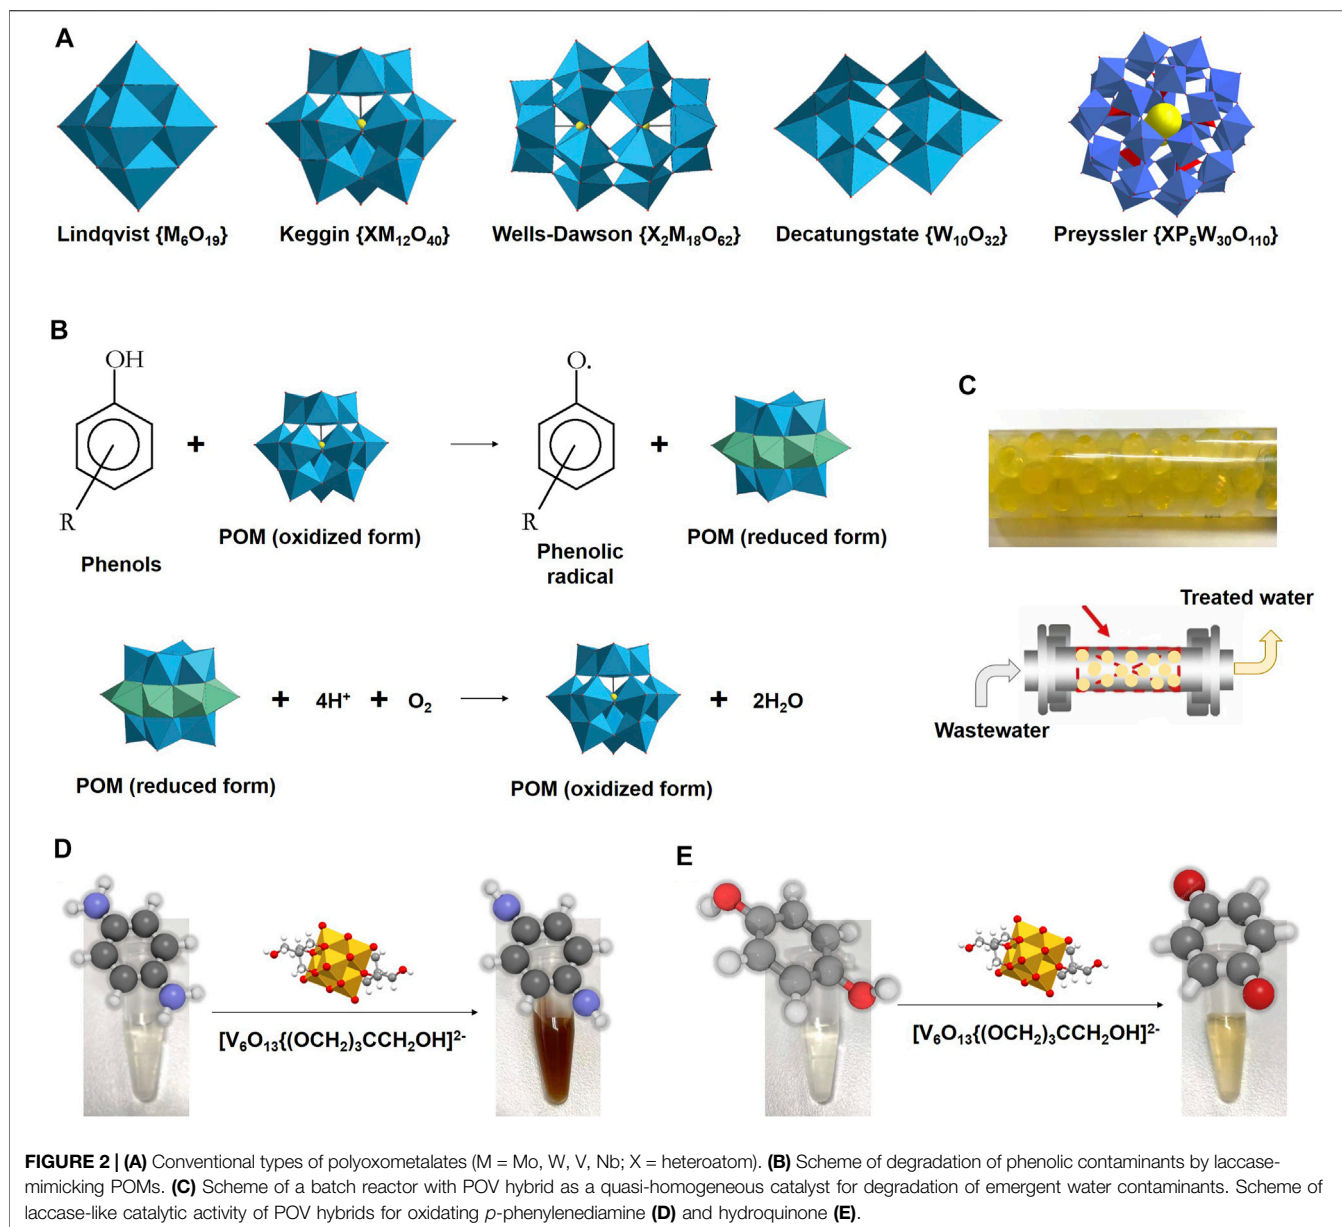 A
Lindqvist {M₆O₁₉}
Keggin {XM₁₂O₄₀}
Wells-Dawson {X₂M₁₈O₆₂}
Decatungstate {W₁₀O₃₂}
Preyssler {XP₅W₃₀O₁₁₀}
B
OH
R
Phenols
+
POM (oxidized form)
O.
R
Phenolic
radical
+
POM (reduced form)
POM (reduced form)
+
4H⁺
+
O₂
POM (oxidized form)
+
2H₂O
C
Treated water
Wastewater
D
[V₆O₁₃{(OCH₂)₃CCH₂OH]²⁻
E
[V₆O₁₃{(OCH₂)₃CCH₂OH]²⁻
FIGURE 2 | (A) Conventional types of polyoxometalates (M = Mo, W, V, Nb; X = heteroatom). (B) Scheme of degradation of phenolic contaminants by laccase-
mimicking POMs. (C) Scheme of a batch reactor with POV hybrid as a quasi-homogeneous catalyst for degradation of emergent water contaminants. Scheme of
laccase-like catalytic activity of POV hybrids for oxidating p-phenylenediamine (D) and hydroquinone (E).